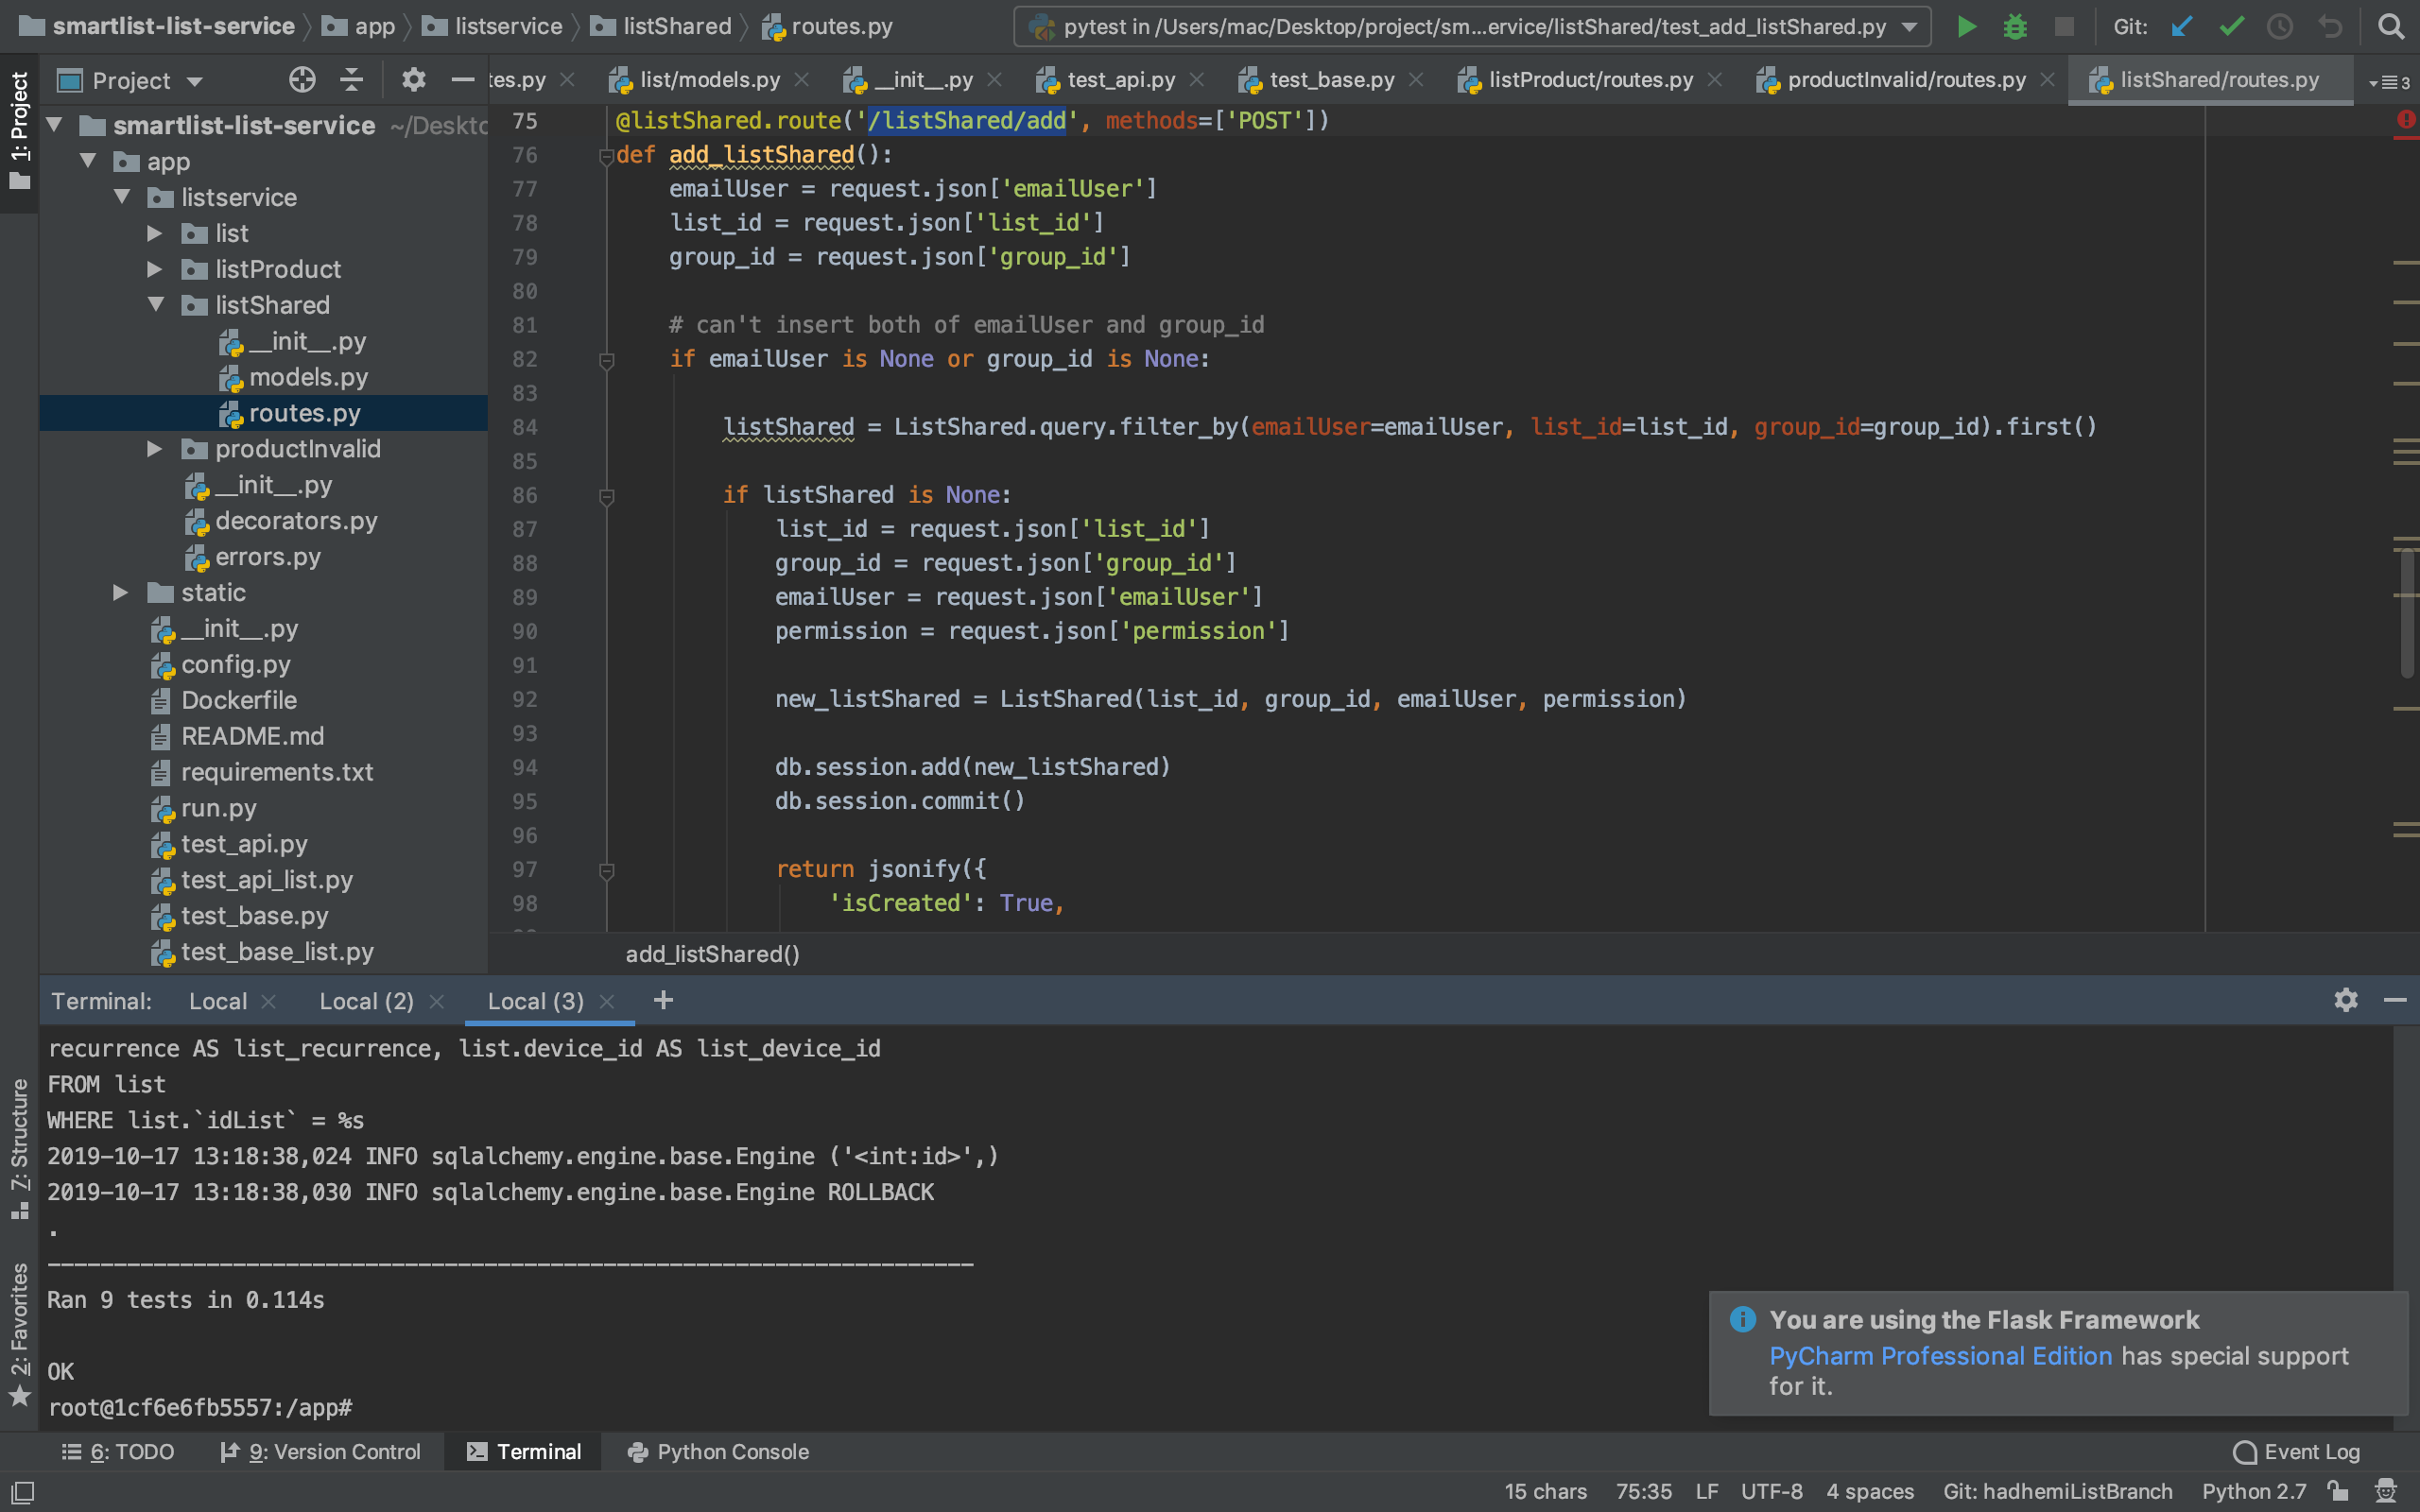 smartlist-list-service app listservice listShared routes.py
pytest in /Users/mac/Desktop/project/sm...ervice/listShared/test_add_listShared.py
Git:
1: Project
Project
tes.py list/models.py __init__.py test_api.py test_base.py listProduct/routes.py productInvalid/routes.py listShared/routes.py 3
smartlist-list-service ~/Deskto
app
listservice
list
listProduct
listShared
__init__.py
models.py
routes.py
productInvalid
__init__.py
decorators.py
errors.py
static
__init__.py
config.py
Dockerfile
README.md
requirements.txt
run.py
test_api.py
test_api_list.py
test_base.py
test_base_list.py
75 @listShared.route('/listShared/add', methods=['POST'])
76 def add_listShared():
77 emailUser = request.json['emailUser']
78 list_id = request.json['list_id']
79 group_id = request.json['group_id']
80
81 # can't insert both of emailUser and group_id
82 if emailUser is None or group_id is None:
83
84 listShared = ListShared.query.filter_by(emailUser=emailUser, list_id=list_id, group_id=group_id).first()
85
86 if listShared is None:
87 list_id = request.json['list_id']
88 group_id = request.json['group_id']
89 emailUser = request.json['emailUser']
90 permission = request.json['permission']
91
92 new_listShared = ListShared(list_id, group_id, emailUser, permission)
93
94 db.session.add(new_listShared)
95 db.session.commit()
96
97 return jsonify({
98 'isCreated': True,
add_listShared()
Terminal: Local Local (2) Local (3) +
recurrence AS list_recurrence, list.device_id AS list_device_id
FROM list
WHERE list.`idList` = %s
2019-10-17 13:18:38,024 INFO sqlalchemy.engine.base.Engine ('<int:id>',)
2019-10-17 13:18:38,030 INFO sqlalchemy.engine.base.Engine ROLLBACK
.
----------------------------------------------------------------------
Ran 9 tests in 0.114s
OK
root@1cf6e6fb5557:/app#
7: Structure
2: Favorites
You are using the Flask Framework
PyCharm Professional Edition has special support
for it.
6: TODO 9: Version Control Terminal Python Console Event Log
15 chars 75:35 LF UTF-8 4 spaces Git: hadhemiListBranch Python 2.7